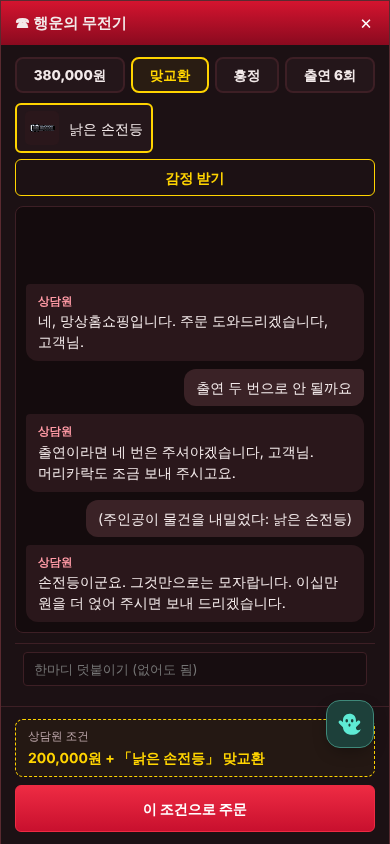 ☎ 행운의 무전기 ×
380,000원 맞교환 흥정 출연 6회
낡은 손전등
감정 받기
상담원
네, 망상홈쇼핑입니다. 주문 도와드리겠습니다,
고객님.
출연 두 번으로 안 될까요
상담원
출연이라면 네 번은 주셔야겠습니다, 고객님.
머리카락도 조금 보내 주시고요.
(주인공이 물건을 내밀었다: 낡은 손전등)
상담원
손전등이군요. 그것만으로는 모자랍니다. 이십만
원을 더 얹어 주시면 보내 드리겠습니다.
한마디 덧붙이기 (없어도 됨)
상담원 조건
200,000원 + 「낡은 손전등」 맞교환
이 조건으로 주문